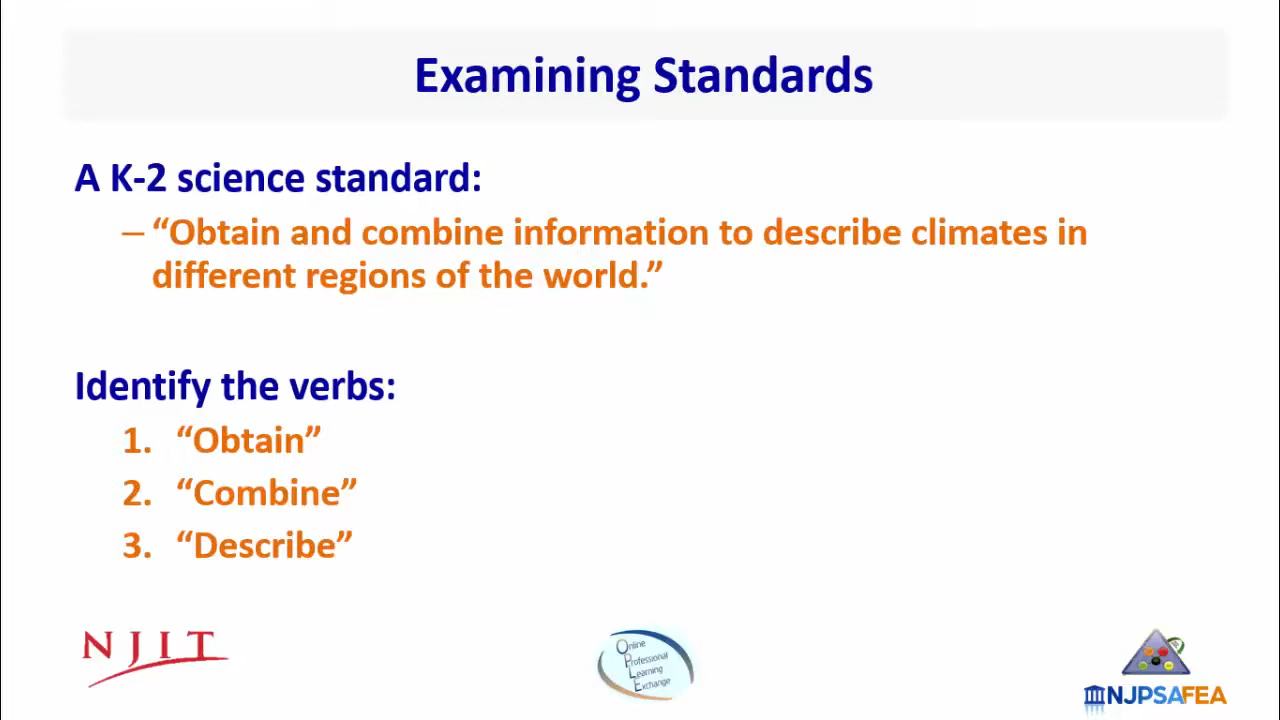 Examining Standards
A K-2 science standard:
– “Obtain and combine information to describe climates in
different regions of the world.”
Identify the verbs:
1. “Obtain”
2. “Combine”
3. “Describe”
NJIT
Online
Professional
Learning
Exchange
NJPSAFEA